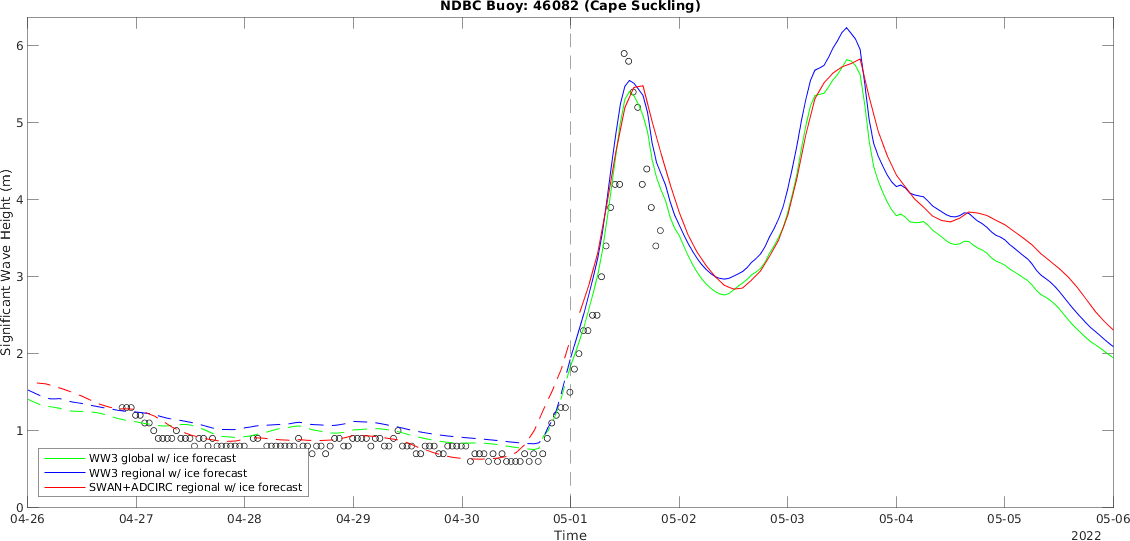 NDBC Buoy: 46082 (Cape Suckling)
Significant Wave Height (m)
6
5
4
3
2
1
0
WW3 global w/ ice forecast
WW3 regional w/ ice forecast
SWAN+ADCIRC regional w/ ice forecast
04-26 04-27 04-28 04-29 04-30 05-01 05-02 05-03 05-04 05-05 05-06
Time
2022